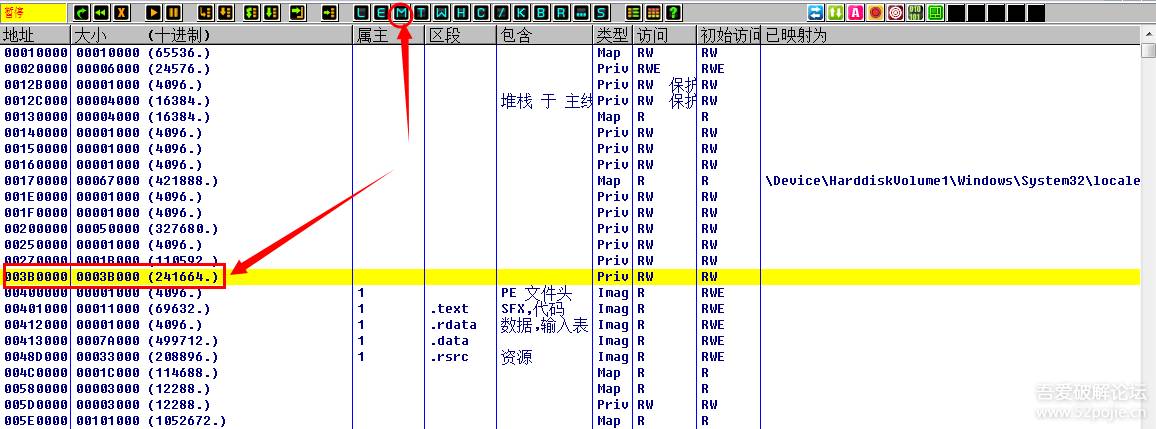 暂停 L E M T W H C / K B R ... S ?
地址 大小 (十进制) 属主 区段 包含 类型 访问 初始访问 已映射为
00010000 00010000 (65536.) Map RW RW
00020000 00006000 (24576.) Priv RWE RWE
0012B000 00001000 (4096.) Priv RW 保护 RW
0012C000 00004000 (16384.) 堆栈 于 主线 Priv RW 保护 RW
00130000 00004000 (16384.) Map R R
00140000 00001000 (4096.) Priv RW RW
00150000 00001000 (4096.) Priv RW RW
00160000 00001000 (4096.) Priv RW RW
00170000 00067000 (421888.) Map R R \Device\HarddiskVolume1\Windows\System32\locale
001E0000 00001000 (4096.) Priv RW RW
001F0000 00001000 (4096.) Priv RW RW
00200000 00050000 (327680.) Priv RW RW
00250000 00001000 (4096.) Priv RW RW
00270000 0001B000 (110592.) Priv RW RW
003B0000 0003B000 (241664.) Priv RW RW
00400000 00001000 (4096.) 1 PE 文件头 Imag R RWE
00401000 00011000 (69632.) 1 .text SFX,代码 Imag R RWE
00412000 00001000 (4096.) 1 .rdata 数据,输入表 Imag R RWE
00413000 0007A000 (499712.) 1 .data Imag R RWE
0048D000 00033000 (208896.) 1 .rsrc 资源 Imag R RWE
004C0000 0001C000 (114688.) Map R R
00580000 00003000 (12288.) Map R R
005D0000 00003000 (12288.) Priv RW RW
005E0000 00101000 (1052672.) Map R R
吾爱破解论坛
www.52pojie.cn